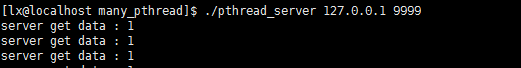 [lx@localhost many_pthread]$ ./pthread_server 127.0.0.1 9999
server get data : 1
server get data : 1
server get data : 1